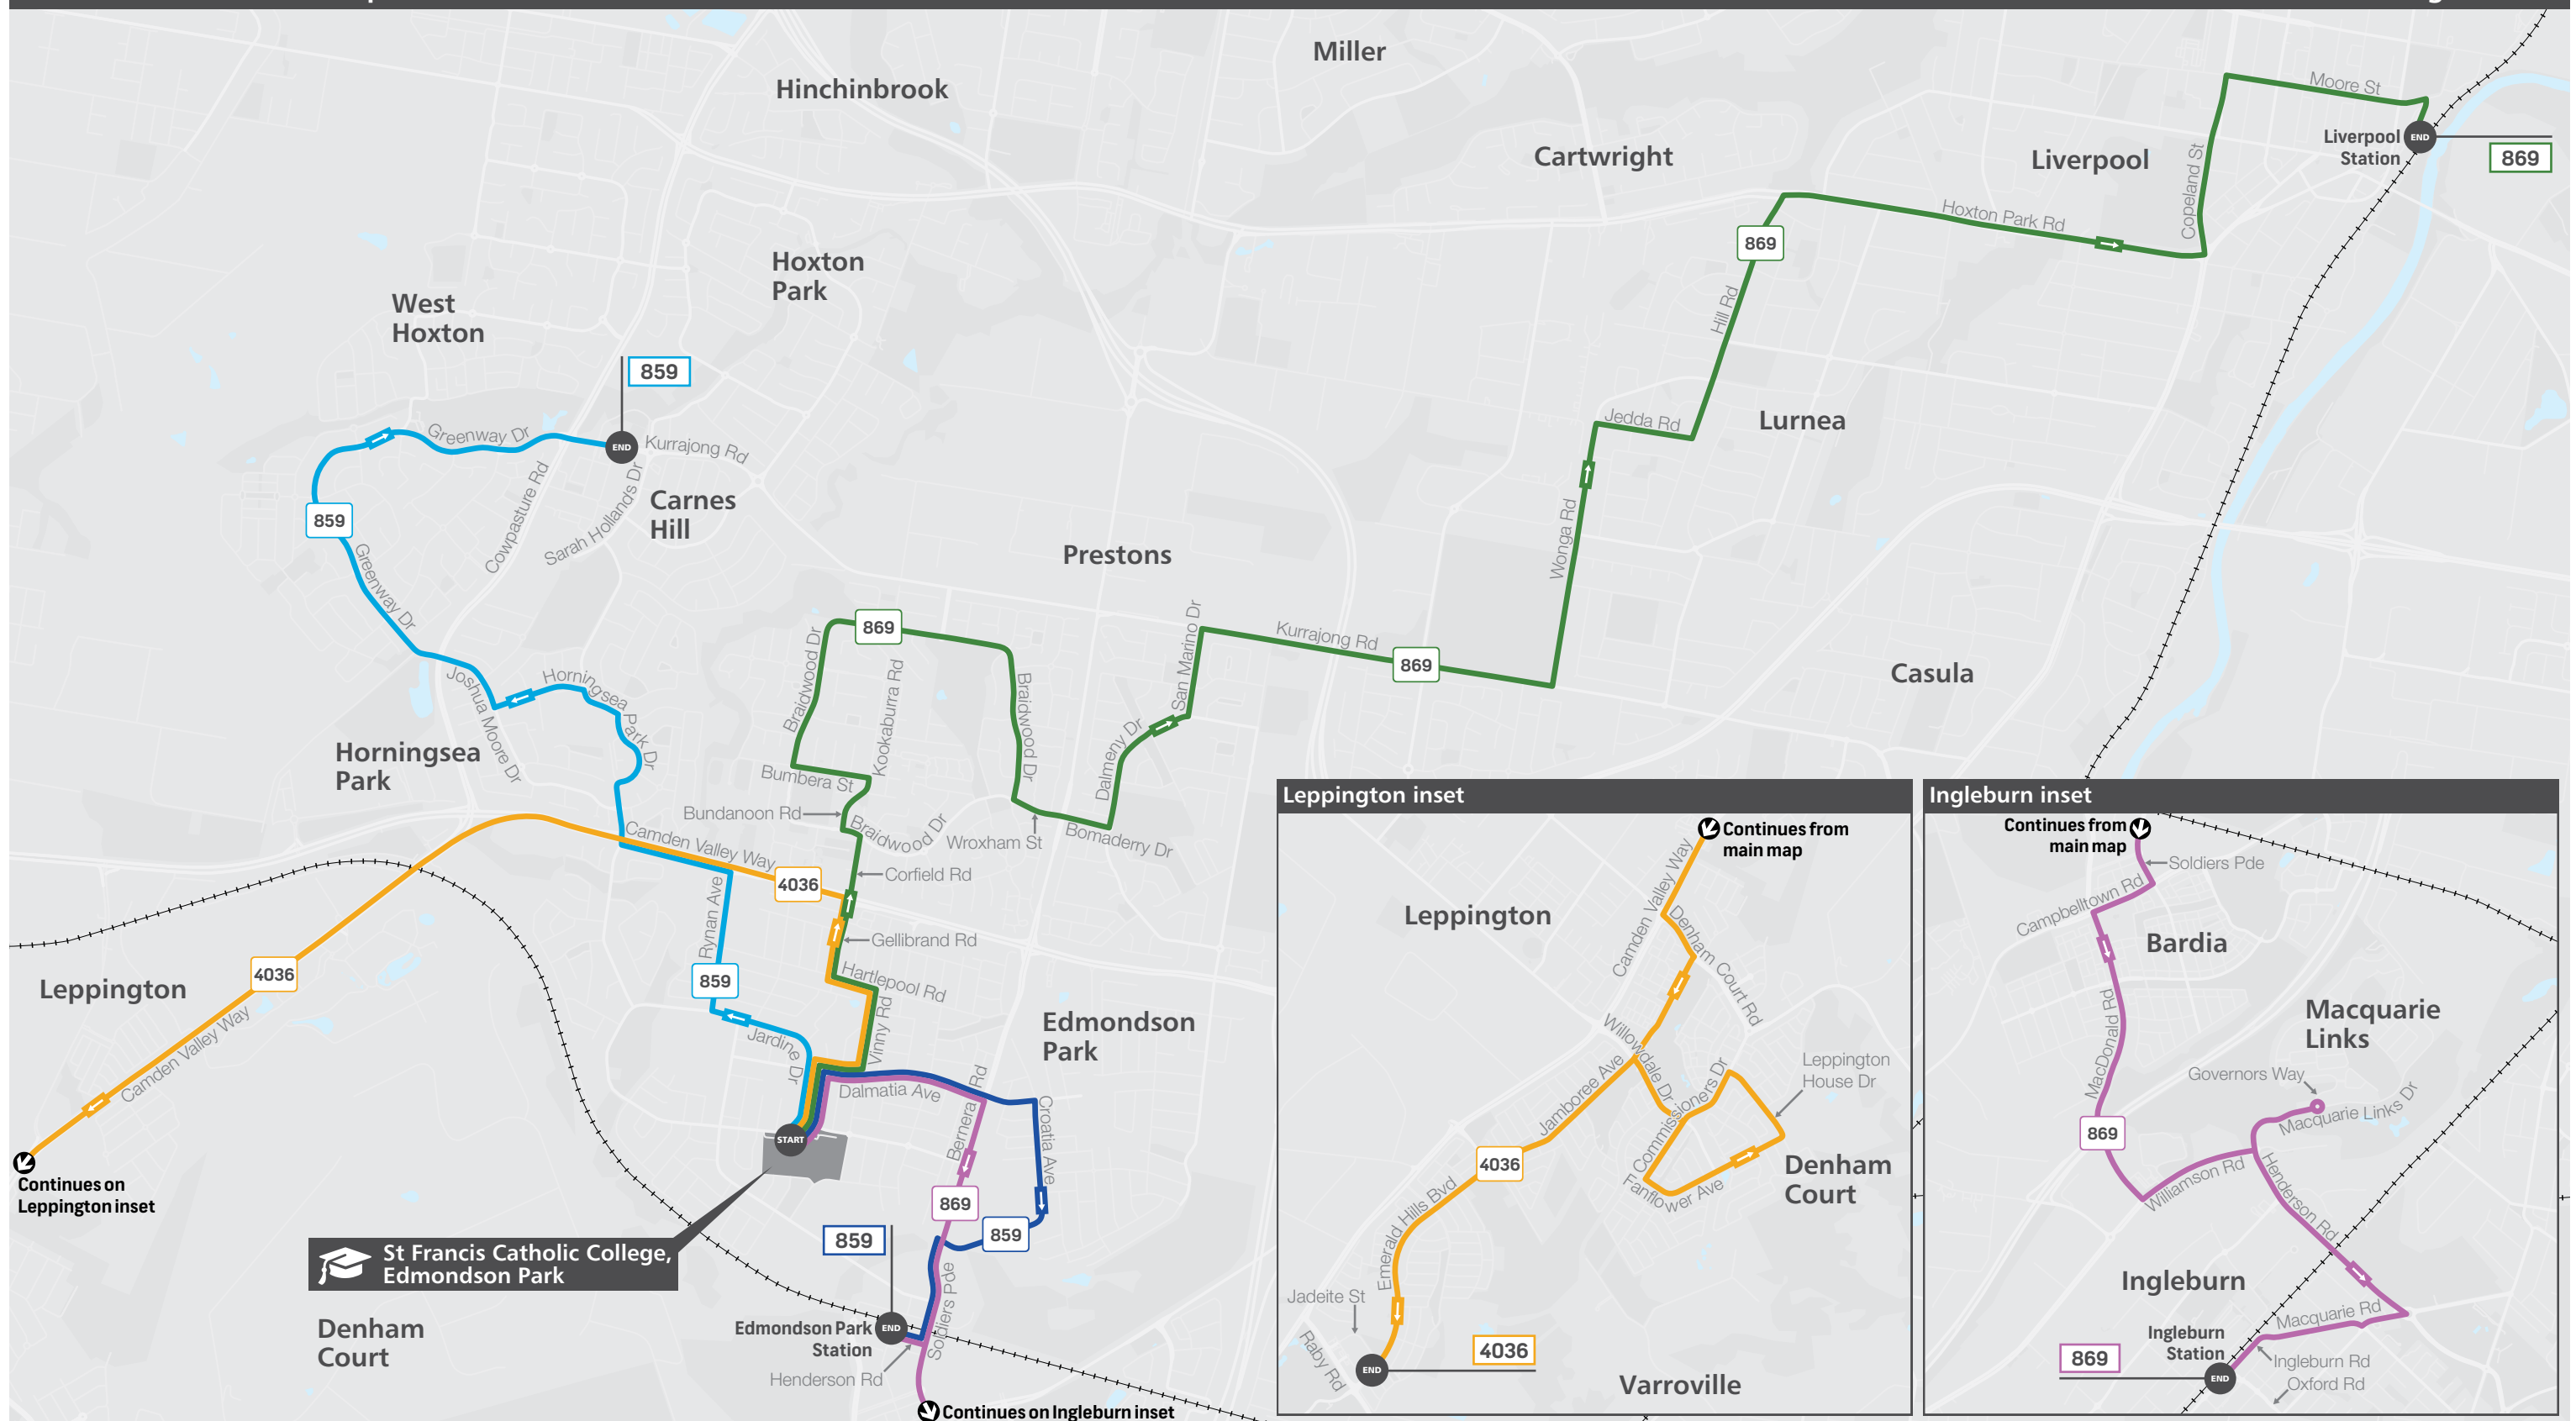 Miller
Hinchinbrook
Moore St
Liverpool
Station
END
869
Cartwright
Liverpool
Copeland St
Hoxton Park Rd
869
Hoxton
Park
West
Hoxton
Hill Rd
859
Greenway Dr
END
Kurrajong Rd
Jedda Rd
Lurnea
Cowpasture Rd
Sarah Hollands Dr
Carnes
Hill
859
Greenway Dr
Prestons
Wonga Rd
869
Braidwood Dr
Kookaburra Rd
Braidwood Dr
San Marino Dr
Kurrajong Rd
869
Casula
Joshua Moore Dr
Horningsea Park Dr
Horningsea
Park
Bumbera St
Dalmeny Dr
Bundanoon Rd
Braidwood Dr
Wroxham St
Bomaderry Dr
Camden Valley Way
4036
Corfield Rd
Rynan Ave
Gellibrand Rd
859
Hartlepool Rd
4036
Leppington
Camden Valley Way
Jardine Dr
Vinny Rd
Edmondson
Park
Dalmatia Ave
Bernera Rd
Croatia Ave
START
Continues on
Leppington inset
869
859
859
St Francis Catholic College,
Edmondson Park
Soldiers Pde
Denham
Court
Edmondson Park
Station
END
Henderson Rd
Continues on Ingleburn inset
Leppington inset
Continues from
main map
Camden Valley Way
Leppington
Denham Court Rd
Willowdale Dr
Jamboree Ave
Commissioners Dr
Leppington
House Dr
4036
Denham
Court
Fanflower Ave
Emerald Hills Bvd
Jadeite St
Raby Rd
END
4036
Varroville
Ingleburn inset
Continues from
main map
Soldiers Pde
Campbelltown Rd
Bardia
MacDonald Rd
Macquarie
Links
Governors Way
Macquarie Links Dr
869
Williamson Rd
Henderson Rd
Ingleburn
Macquarie Rd
Ingleburn
Station
869
END
Ingleburn Rd
Oxford Rd